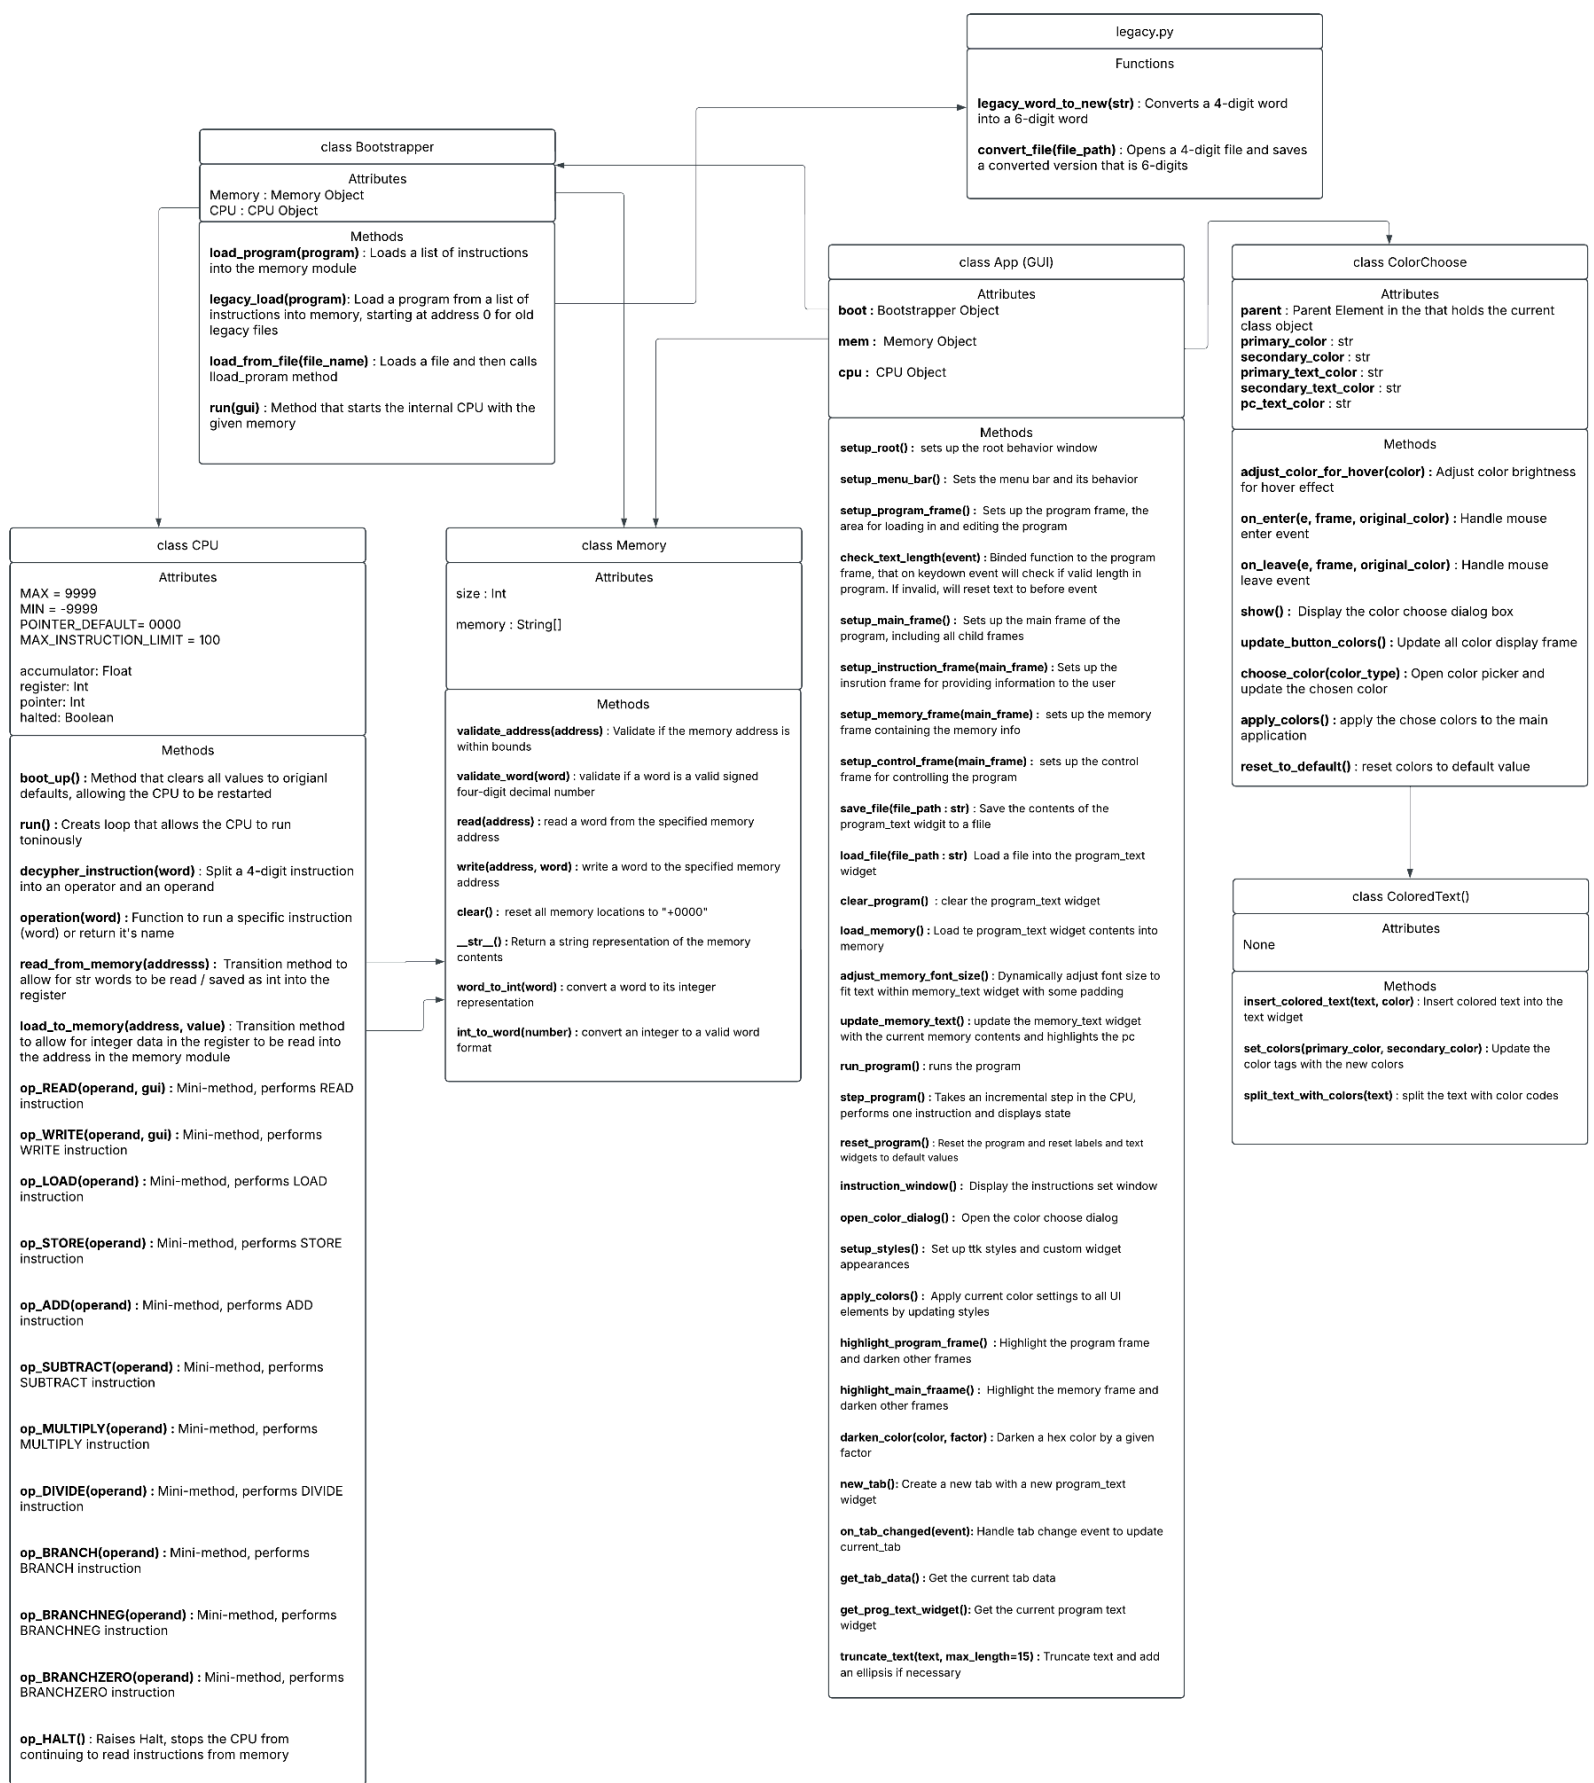 legacy.py
Functions
legacy_word_to_new(str) : Converts a 4-digit word
into a 6-digit word
convert_file(file_path) : Opens a 4-digit file and saves
a converted version that is 6-digits
class Bootstrapper
Attributes
Memory : Memory Object
CPU : CPU Object
Methods
load_program(program) : Loads a list of instructions
into the memory module
legacy_load(program): Load a program from a list of
instructions into memory, starting at address 0 for old
legacy files
load_from_file(file_name) : Loads a file and then calls
lload_proram method
run(gui) : Method that starts the internal CPU with the
given memory
class App (GUI)
Attributes
boot : Bootstrapper Object
mem :  Memory Object
cpu :  CPU Object
Methods
setup_root() :  sets up the root behavior window
setup_menu_bar() :  Sets the menu bar and its behavior
setup_program_frame() :  Sets up the program frame, the
area for loading in and editing the program
check_text_length(event) : Binded function to the program
frame, that on keydown event will check if valid length in
program. If invalid, will reset text to before event
setup_main_frame() :  Sets up the main frame of the
program, including all child frames
setup_instruction_frame(main_frame) : Sets up the
insrution frame for providing information to the user
setup_memory_frame(main_frame) :  sets up the memory
frame containing the memory info
setup_control_frame(main_frame) :  sets up the control
frame for controlling the program
save_file(file_path : str) : Save the contents of the
program_text widgit to a flile
load_file(file_path : str)  Load a file into the program_text
widget
clear_program()  : clear the program_text widget
load_memory() : Load te program_text widget contents into
memory
adjust_memory_font_size() : Dynamically adjust font size to
fit text within memory_text widget with some padding
update_memory_text() : update the memory_text widget
with the current memory contents and highlights the pc
run_program() : runs the program
step_program() : Takes an incremental step in the CPU,
performs one instruction and displays state
reset_program() : Reset the program and reset labels and text
widgets to default values
instruction_window() :  Display the instructions set window
open_color_dialog() :  Open the color choose dialog
setup_styles() :  Set up ttk styles and custom widget
appearances
apply_colors() :  Apply current color settings to all UI
elements by updating styles
highlight_program_frame()  : Highlight the program frame
and darken other frames
highlight_main_fraame() :  Highlight the memory frame and
darken other frames
darken_color(color, factor) : Darken a hex color by a given
factor
new_tab(): Create a new tab with a new program_text
widget
on_tab_changed(event): Handle tab change event to update
current_tab
get_tab_data() : Get the current tab data
get_prog_text_widget(): Get the current program text
widget
truncate_text(text, max_length=15) : Truncate text and add
an ellipsis if necessary
class ColorChoose
Attributes
parent : Parent Element in the that holds the current
class object
primary_color : str
secondary_color : str
primary_text_color : str
secondary_text_color : str
pc_text_color : str
Methods
adjust_color_for_hover(color) : Adjust color brightness
for hover effect
on_enter(e, frame, original_color) : Handle mouse
enter event
on_leave(e, frame, original_color) : Handle mouse
leave event
show() :  Display the color choose dialog box
update_button_colors() : Update all color display frame
choose_color(color_type) : Open color picker and
update the chosen color
apply_colors() : apply the chose colors to the main
application
reset_to_default() : reset colors to default value
class CPU
Attributes
MAX = 9999
MIN = -9999
POINTER_DEFAULT= 0000
MAX_INSTRUCTION_LIMIT = 100
accumulator: Float
register: Int
pointer: Int
halted: Boolean
Methods
boot_up() : Method that clears all values to origianl
defaults, allowing the CPU to be restarted
run() : Creats loop that allows the CPU to run
toninously
decypher_instruction(word) : Split a 4-digit instruction
into an operator and an operand
operation(word) : Function to run a specific instruction
(word) or return it's name
read_from_memory(addresss) :  Transition method to
allow for str words to be read / saved as int into the
register
load_to_memory(address, value) : Transition method
to allow for integer data in the register to be read into
the address in the memory module
op_READ(operand, gui) : Mini-method, performs READ
instruction
op_WRITE(operand, gui) : Mini-method, performs
WRITE instruction
op_LOAD(operand) : Mini-method, performs LOAD
instruction
op_STORE(operand) : Mini-method, performs STORE
instruction
op_ADD(operand) : Mini-method, performs ADD
instruction
op_SUBTRACT(operand) : Mini-method, performs
SUBTRACT instruction
op_MULTIPLY(operand) : Mini-method, performs
MULTIPLY instruction
op_DIVIDE(operand) : Mini-method, performs DIVIDE
instruction
op_BRANCH(operand) : Mini-method, performs
BRANCH instruction
op_BRANCHNEG(operand) : Mini-method, performs
BRANCHNEG instruction
op_BRANCHZERO(operand) : Mini-method, performs
BRANCHZERO instruction
op_HALT() : Raises Halt, stops the CPU from
continuing to read instructions from memory
class Memory
Attributes
size : Int
memory : String[]
Methods
validate_address(address) : Validate if the memory address is
within bounds
validate_word(word) : validate if a word is a valid signed
four-digit decimal number
read(address) : read a word from the specified memory
address
write(address, word) : write a word to the specified memory
address
clear() :  reset all memory locations to "+0000"
__str__() : Return a string representation of the memory
contents
word_to_int(word) : convert a word to its integer
representation
int_to_word(number) : convert an integer to a valid word
format
class ColoredText()
Attributes
None
Methods
insert_colored_text(text, color) : Insert colored text into the
text widget
set_colors(primary_color, secondary_color) : Update the
color tags with the new colors
split_text_with_colors(text) : split the text with color codes